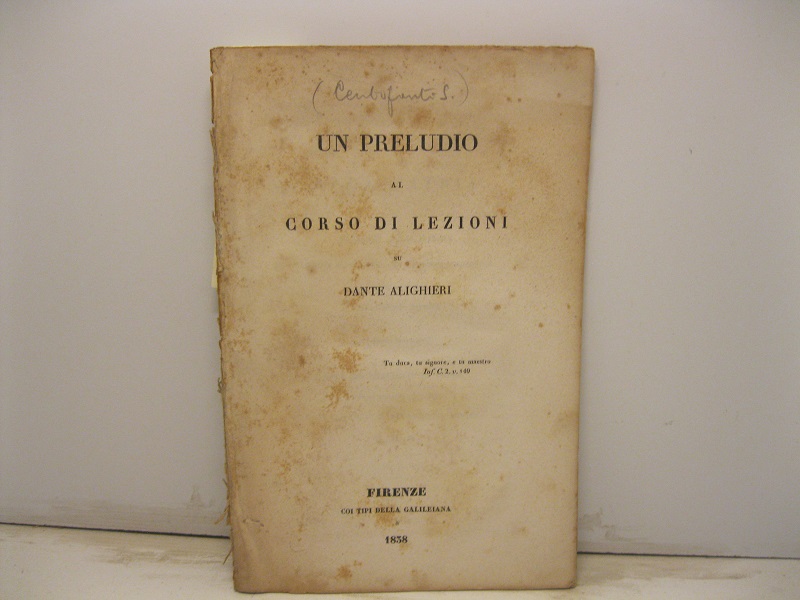 (Centofanti S.)
UN PRELUDIO
AL
CORSO DI LEZIONI
SU
DANTE ALIGHIERI
Tu duca, tu signore, e tu maestro
Inf. C. 2. v. 140
FIRENZE
COI TIPI DELLA GALILEIANA
1838